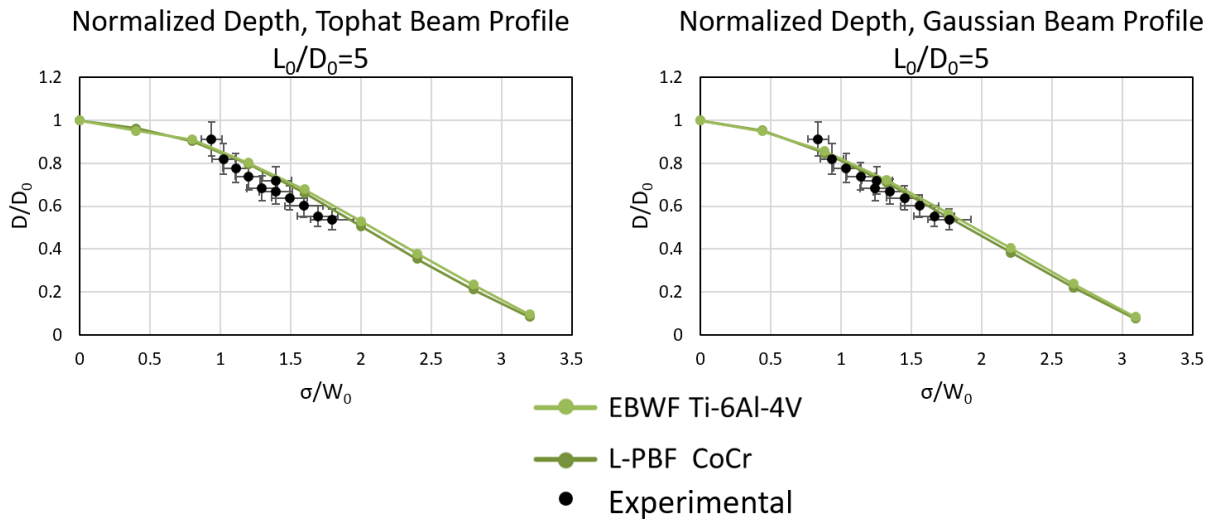 Normalized Depth, Tophat Beam Profile
L₀/D₀=5
1.2
1
0.8
0.6
0.4
0.2
0
D/D₀
0 0.5 1 1.5 2 2.5 3 3.5
σ/W₀
Normalized Depth, Gaussian Beam Profile
L₀/D₀=5
1.2
1
0.8
0.6
0.4
0.2
0
D/D₀
0 0.5 1 1.5 2 2.5 3 3.5
σ/W₀
EBWF Ti-6Al-4V
L-PBF CoCr
Experimental